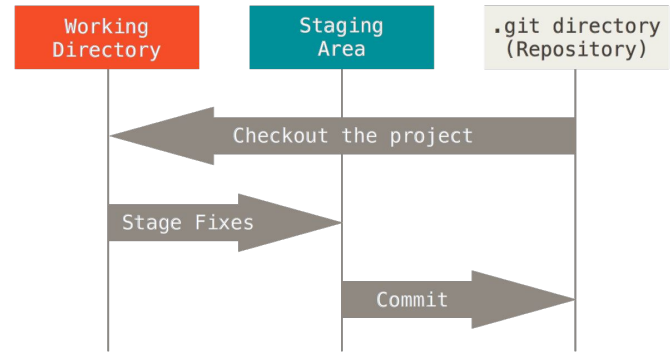 Working
Directory
Staging
Area
.git directory
(Repository)
Checkout the project
Stage Fixes
Commit